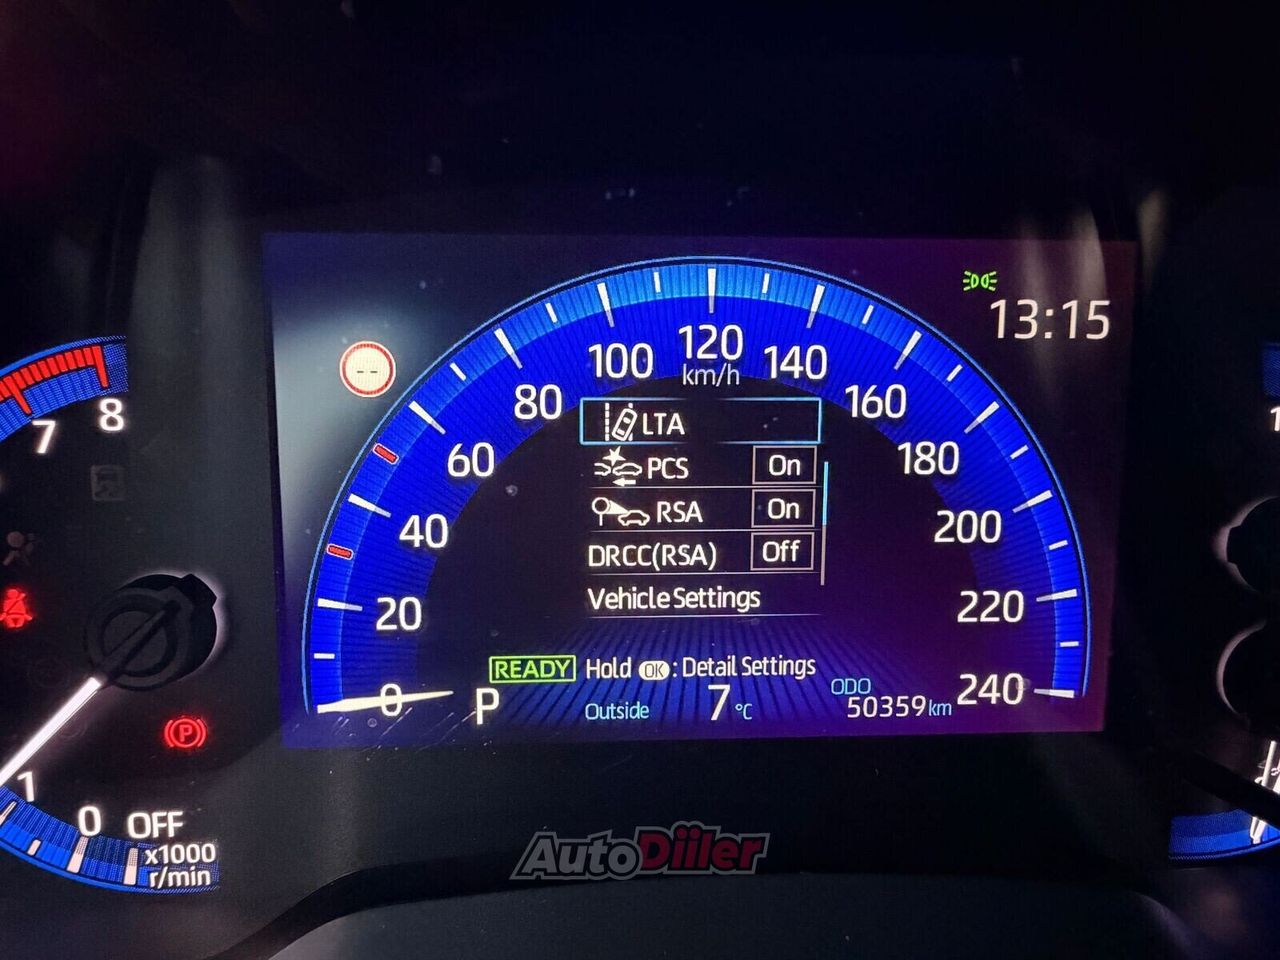 13:15
--
120
100
140
km/h
80
160
LTA
7
8
60
PCS On
180
RSA On
40
200
DRCC(RSA) Off
Vehicle Settings
20
220
READY Hold OK : Detail Settings
0
P
Outside 7 °C
ODO
50359 km
240
P
1
0 OFF
x1000
r/min
AutoDiiler